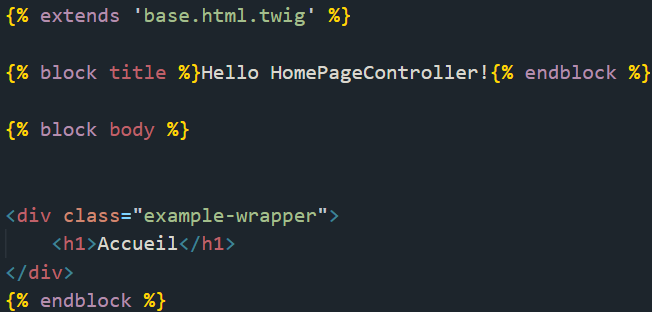 {% extends 'base.html.twig' %}
{% block title %}Hello HomePageController!{% endblock %}
{% block body %}
<div class="example-wrapper">
<h1>Accueil</h1>
</div>
{% endblock %}